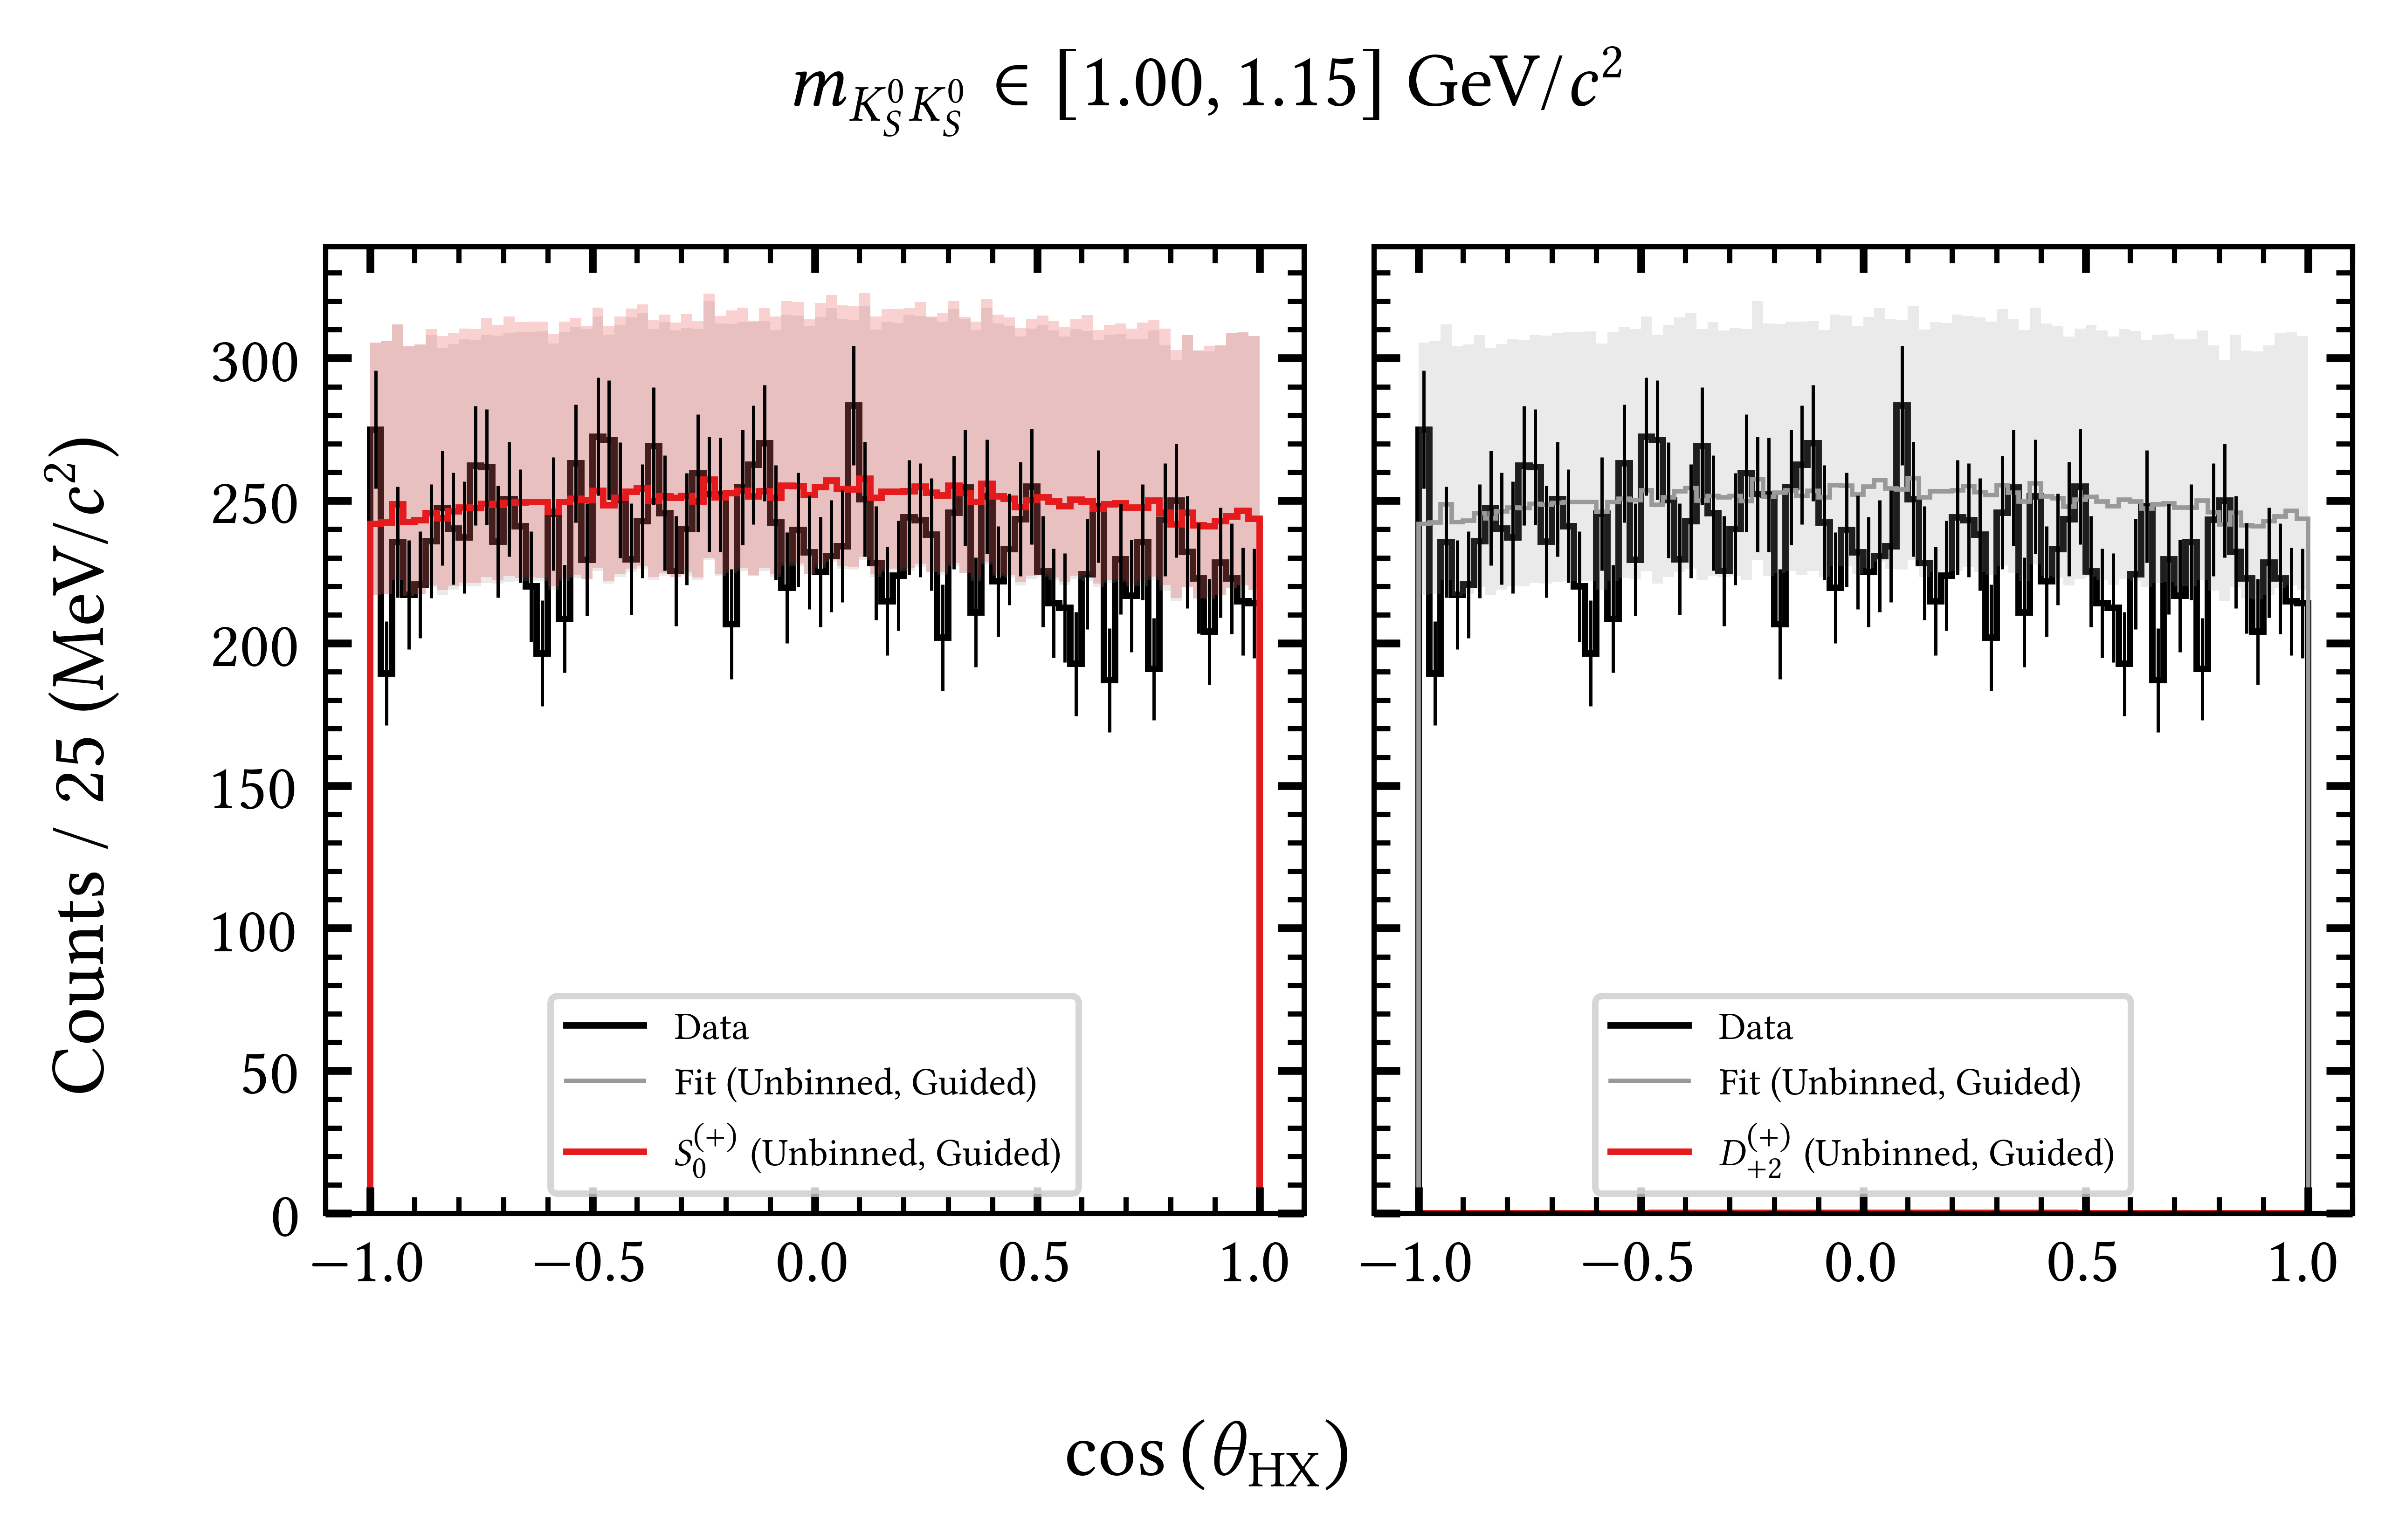 m_{K_S^0 K_S^0} ∈ [1.00, 1.15] GeV/c²
Counts / 25 (MeV/c²)
300
250
200
150
100
50
0
Data
Fit (Unbinned, Guided)
S_0^{(+)} (Unbinned, Guided)
Data
Fit (Unbinned, Guided)
D_{+2}^{(+)} (Unbinned, Guided)
−1.0 −0.5 0.0 0.5 1.0
−1.0 −0.5 0.0 0.5 1.0
cos (θ_HX)